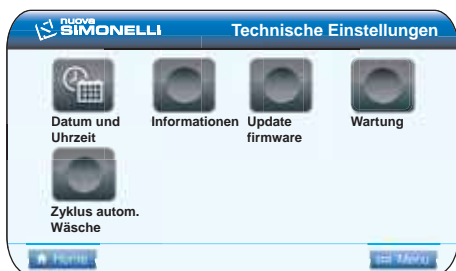 nuova
SIMONELLI
Technische Einstellungen
Datum und
Uhrzeit
Informationen
Update
firmware
Wartung
Zyklus autom.
Wäsche
Home
Menu